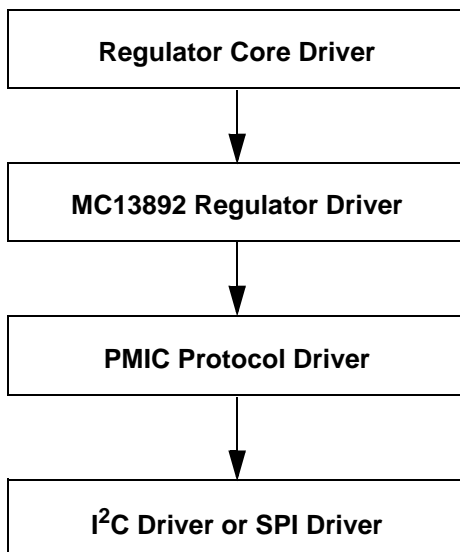 Regulator Core Driver
MC13892 Regulator Driver
PMIC Protocol Driver
I²C Driver or SPI Driver